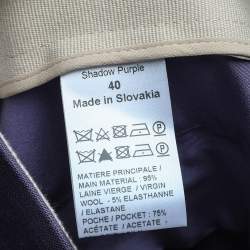 Shadow Purple
40
Made in Slovakia
MATIERE PRINCIPALE /
MAIN MATERIAL: 95%
LAINE VIERGE / VIRGIN
WOOL - 5% ELASTHANNE
/ ELASTANE
POCHE / POCKET: 75%
ACÉTATE / ACETATE -